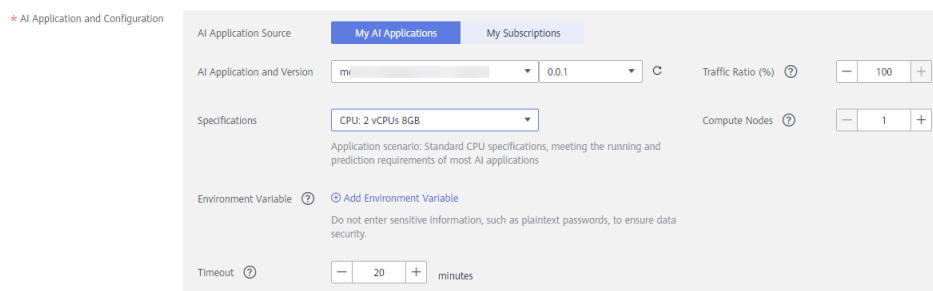 * AI Application and Configuration
AI Application Source
My AI Applications
My Subscriptions
AI Application and Version
0.0.1
Traffic Ratio (%) ?
− 100 +
Specifications
CPU: 2 vCPUs 8GB
Compute Nodes ?
− 1 +
Application scenario: Standard CPU specifications, meeting the running and
prediction requirements of most AI applications
Environment Variable ?
Add Environment Variable
Do not enter sensitive information, such as plaintext passwords, to ensure data
security.
Timeout ?
− 20 +
minutes